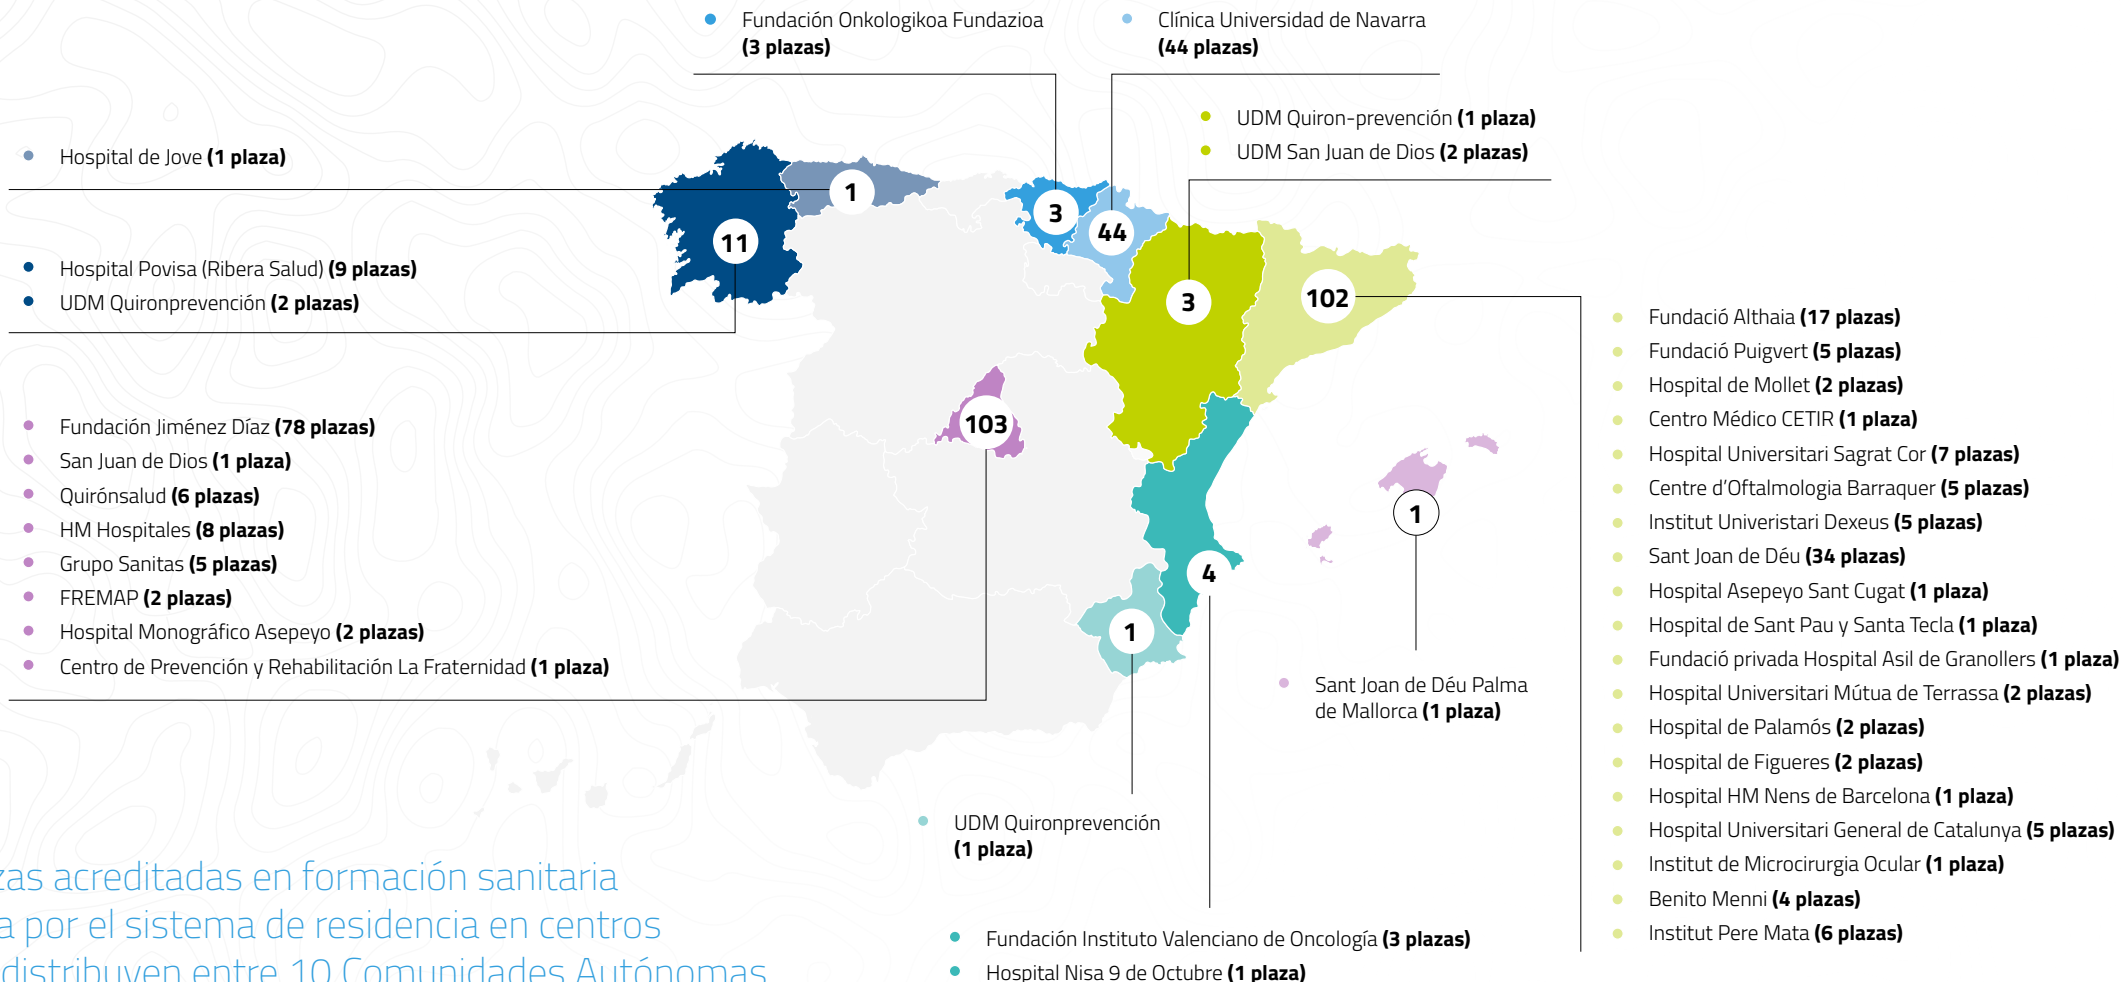 Fundación Onkologikoa Fundazioa
(3 plazas)
Clínica Universidad de Navarra
(44 plazas)
UDM Quiron-prevención (1 plaza)
UDM San Juan de Dios (2 plazas)
Hospital de Jove (1 plaza)
Hospital Povisa (Ribera Salud) (9 plazas)
UDM Quironprevención (2 plazas)
1
11
3
44
3
102
103
4
1
1
Fundación Jiménez Díaz (78 plazas)
San Juan de Dios (1 plaza)
Quirónsalud (6 plazas)
HM Hospitales (8 plazas)
Grupo Sanitas (5 plazas)
FREMAP (2 plazas)
Hospital Monográfico Asepeyo (2 plazas)
Centro de Prevención y Rehabilitación La Fraternidad (1 plaza)
Fundació Althaia (17 plazas)
Fundació Puigvert (5 plazas)
Hospital de Mollet (2 plazas)
Centro Médico CETIR (1 plaza)
Hospital Universitari Sagrat Cor (7 plazas)
Centre d'Oftalmologia Barraquer (5 plazas)
Institut Univeristari Dexeus (5 plazas)
Sant Joan de Déu (34 plazas)
Hospital Asepeyo Sant Cugat (1 plaza)
Hospital de Sant Pau y Santa Tecla (1 plaza)
Fundació privada Hospital Asil de Granollers (1 plaza)
Hospital Universitari Mútua de Terrassa (2 plazas)
Hospital de Palamós (2 plazas)
Hospital de Figueres (2 plazas)
Hospital HM Nens de Barcelona (1 plaza)
Hospital Universitari General de Catalunya (5 plazas)
Institut de Microcirurgia Ocular (1 plaza)
Benito Menni (4 plazas)
Institut Pere Mata (6 plazas)
Sant Joan de Déu Palma
de Mallorca (1 plaza)
UDM Quironprevención
(1 plaza)
Fundación Instituto Valenciano de Oncología (3 plazas)
Hospital Nisa 9 de Octubre (1 plaza)
zas acreditadas en formación sanitaria
a por el sistema de residencia en centros
distribuyen entre 10 Comunidades Autónomas